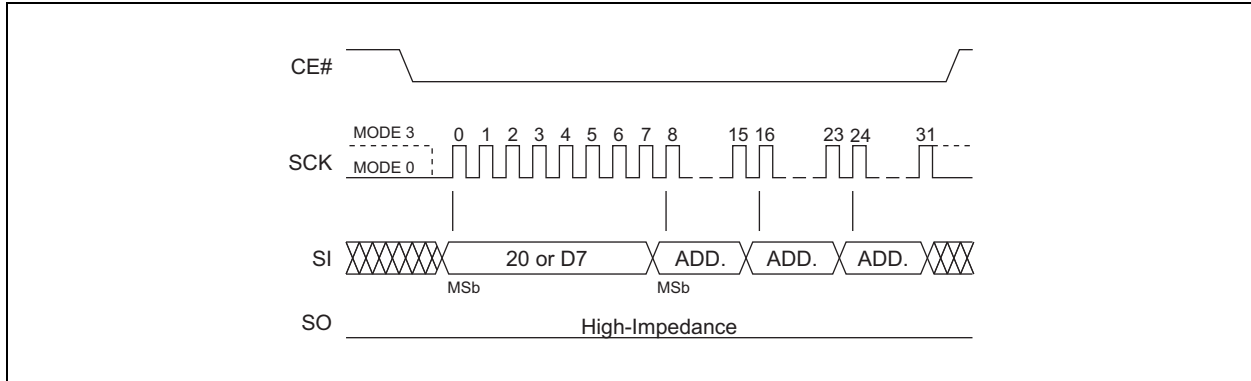 CE#
MODE 3
0 1 2 3 4 5 6 7 8 15 16 23 24 31
SCK
MODE 0
SI
20 or D7
ADD.
ADD.
ADD.
MSb
MSb
SO
High-Impedance